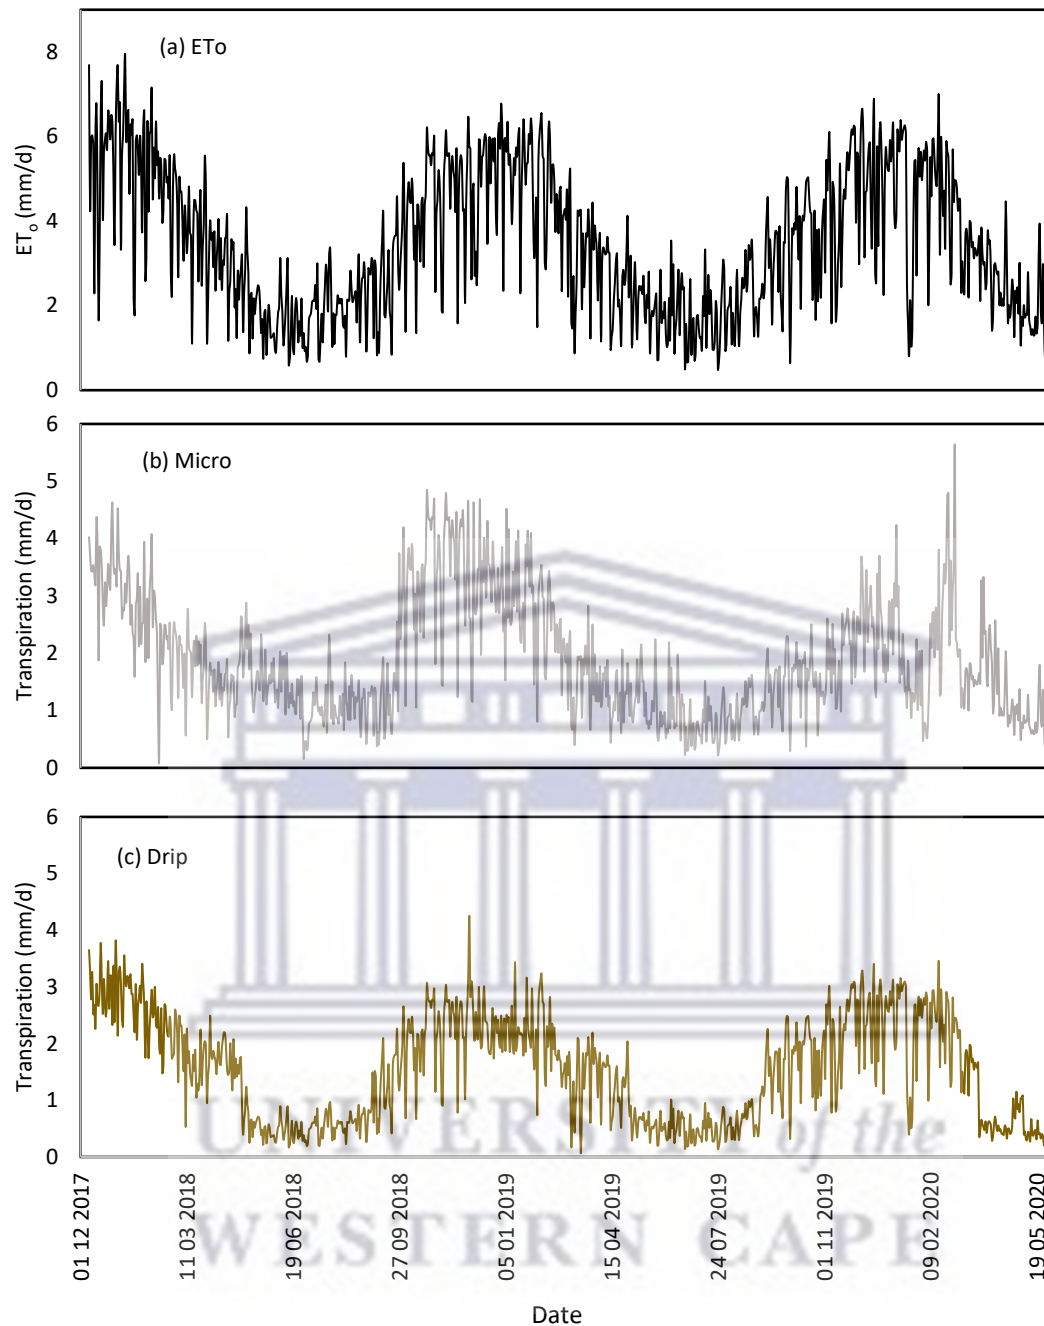 (a) ETo
8
6
4
2
0
ETo (mm/d)
(b) Micro
6
5
4
3
2
1
0
Transpiration (mm/d)
(c) Drip
6
5
4
3
2
1
0
Transpiration (mm/d)
UNIVERSITY of the
WESTERN CAPE
01 12 2017
11 03 2018
19 06 2018
27 09 2018
05 01 2019
15 04 2019
24 07 2019
01 11 2019
09 02 2020
19 05 2020
Date